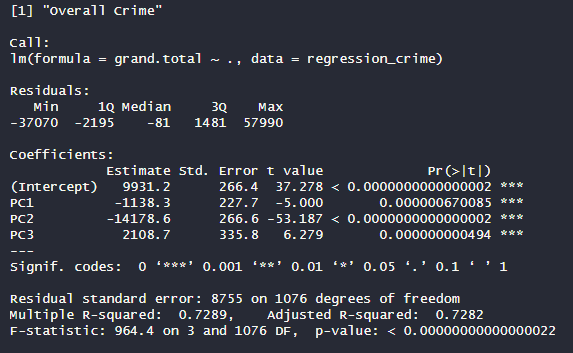 [1] "Overall Crime"
Call:
lm(formula = grand.total ~ ., data = regression_crime)
Residuals:
Min 1Q Median 3Q Max
-37070 -2195 -81 1481 57990
Coefficients:
Estimate Std. Error t value Pr(>|t|)
(Intercept) 9931.2 266.4 37.278 < 0.0000000000000002 ***
PC1 -1138.3 227.7 -5.000 0.000000670085 ***
PC2 -14178.6 266.6 -53.187 < 0.0000000000000002 ***
PC3 2108.7 335.8 6.279 0.000000000494 ***
---
Signif. codes: 0 ‘***’ 0.001 ‘**’ 0.01 ‘*’ 0.05 ‘.’ 0.1 ‘ ’ 1
Residual standard error: 8755 on 1076 degrees of freedom
Multiple R-squared: 0.7289, Adjusted R-squared: 0.7282
F-statistic: 964.4 on 3 and 1076 DF, p-value: < 0.00000000000000022